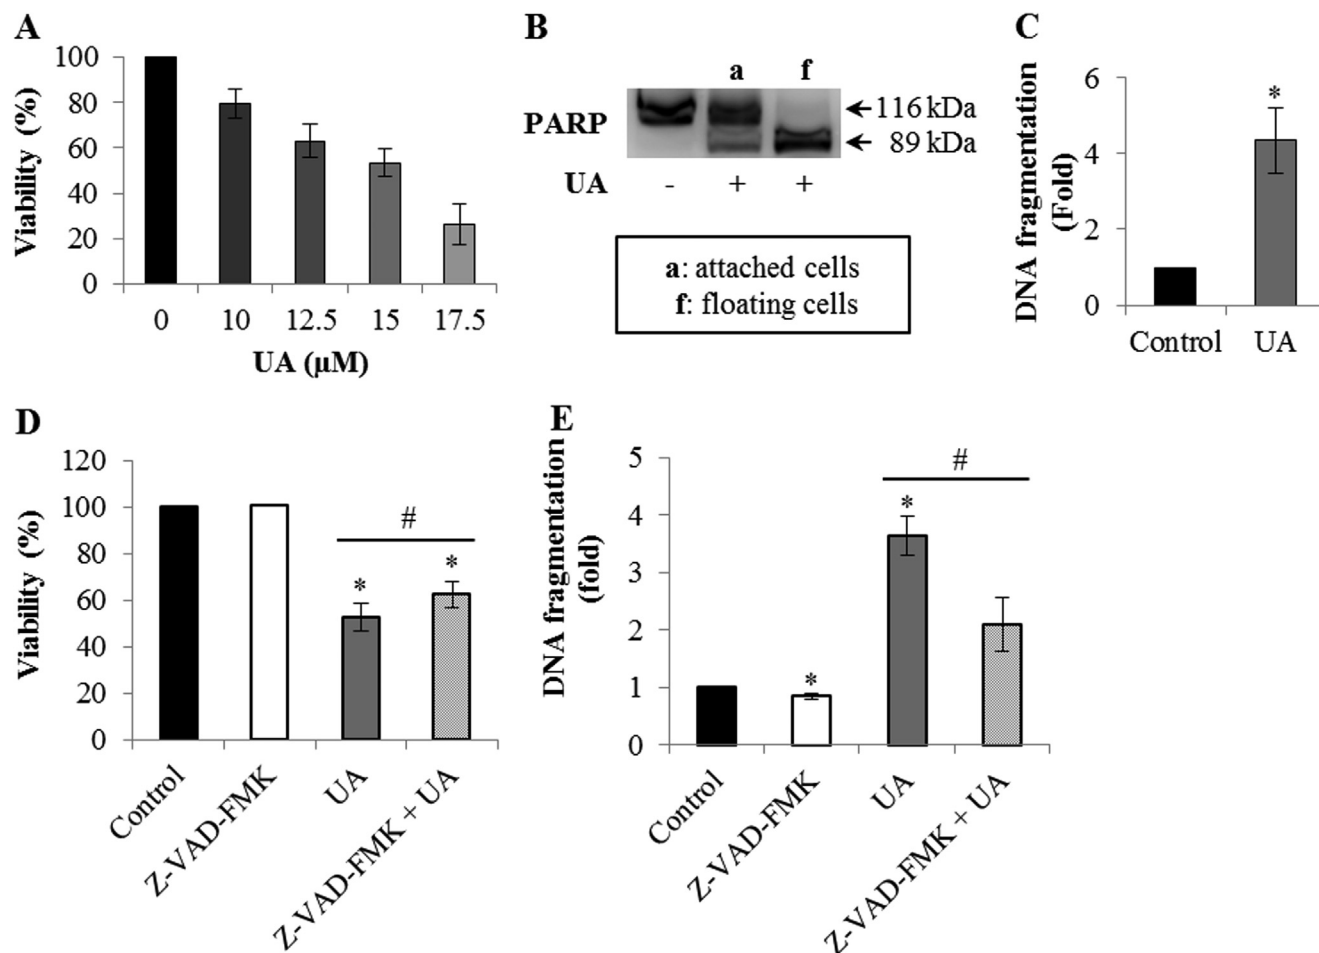 A
Viability (%)
100
80
60
40
20
0
0 10 12.5 15 17.5
UA (µM)
B
a f
PARP
116 kDa
89 kDa
UA - + +
a: attached cells
f: floating cells
C
DNA fragmentation
(Fold)
6
4
2
0
*
Control UA
D
Viability (%)
120
100
80
60
40
20
0
#
* *
Control
Z-VAD-FMK
UA
Z-VAD-FMK + UA
E
DNA fragmentation
(fold)
5
4
3
2
1
0
#
*
*
Control
Z-VAD-FMK
UA
Z-VAD-FMK + UA